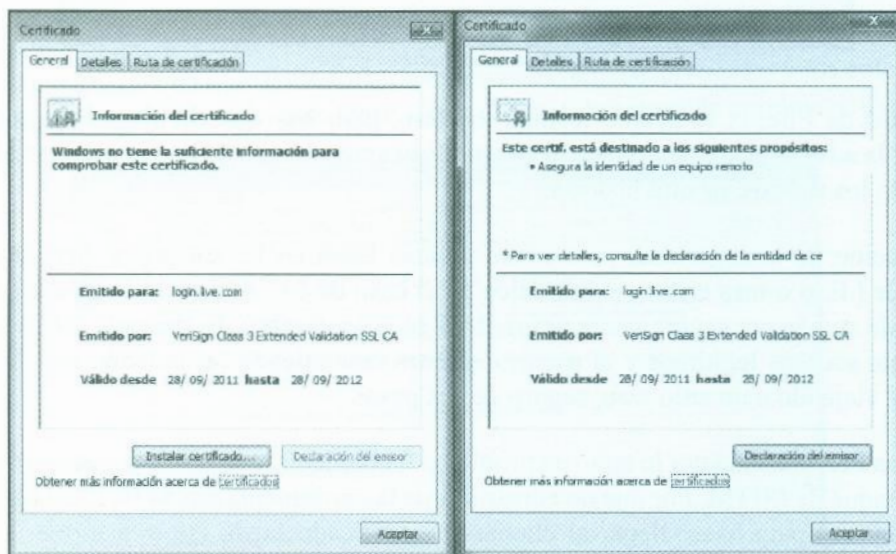 Certificado
General Detalles Ruta de certificación
Información del certificado
Windows no tiene la suficiente información para
comprobar este certificado.
Emitido para: login.live.com
Emitido por: VeriSign Class 3 Extended Validation SSL CA
Válido desde 28/ 09/ 2011 hasta 28/ 09/ 2012
Instalar certificado... Declaración del emisor
Obtener más información acerca de certificados
Aceptar
Certificado
General Detalles Ruta de certificación
Información del certificado
Este certif. está destinado a los siguientes propósitos:
• Asegura la identidad de un equipo remoto
* Para ver detalles, consulte la declaración de la entidad de ce
Emitido para: login.live.com
Emitido por: VeriSign Class 3 Extended Validation SSL CA
Válido desde 28/ 09/ 2011 hasta 28/ 09/ 2012
Declaración del emisor
Obtener más información acerca de certificados
Aceptar